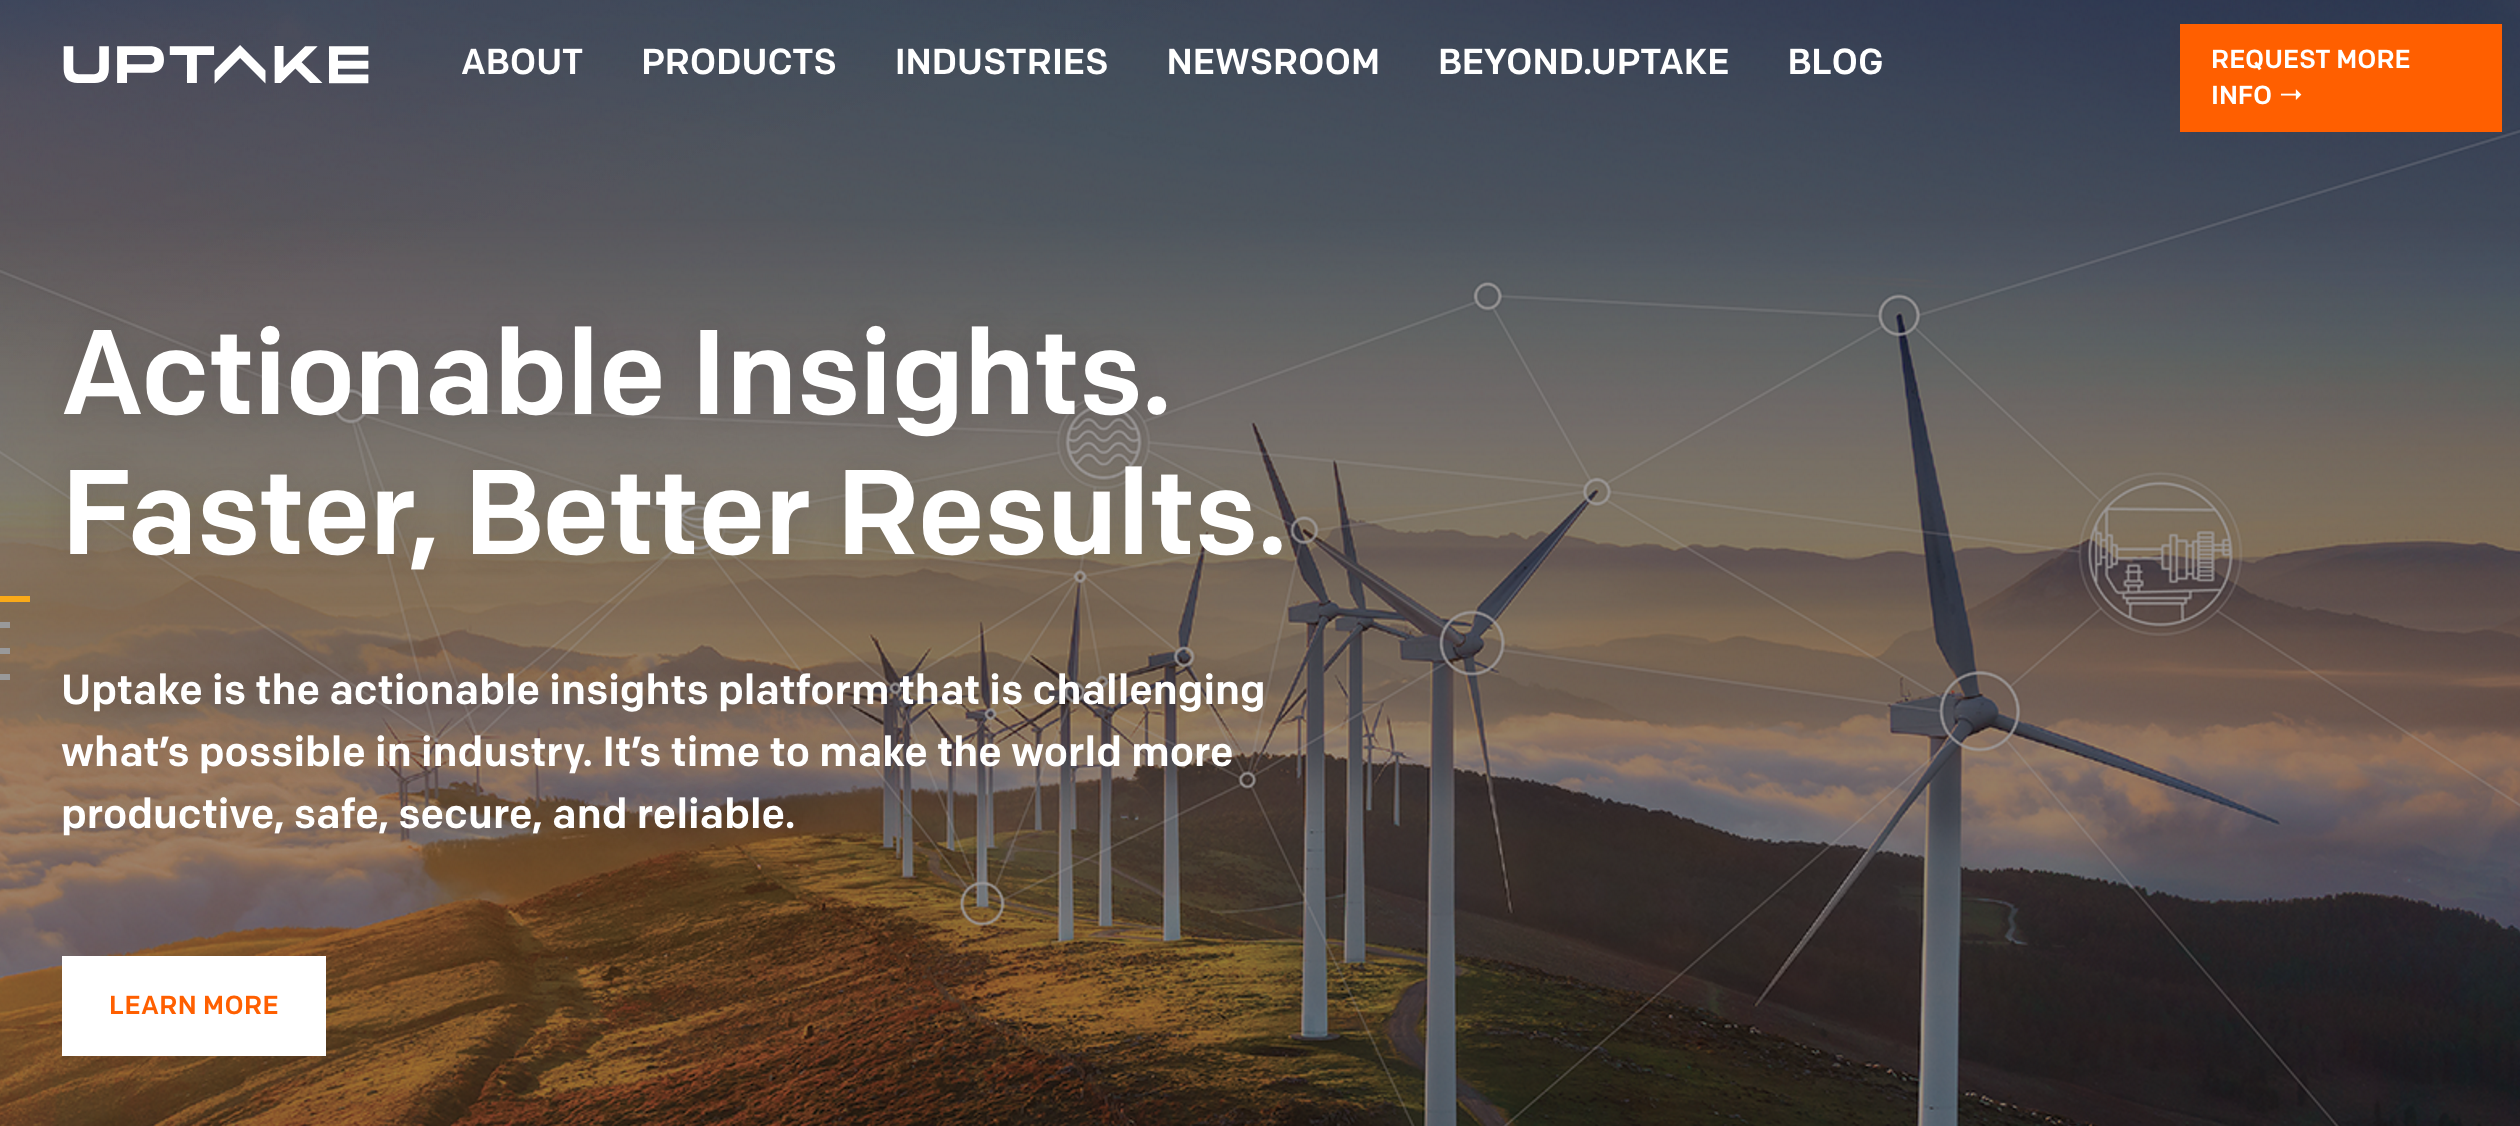 UPTAKE
ABOUT
PRODUCTS
INDUSTRIES
NEWSROOM
BEYOND.UPTAKE
BLOG
REQUEST MORE
INFO →
Actionable Insights.
Faster, Better Results.
Uptake is the actionable insights platform that is challenging
what’s possible in industry. It’s time to make the world more
productive, safe, secure, and reliable.
LEARN MORE